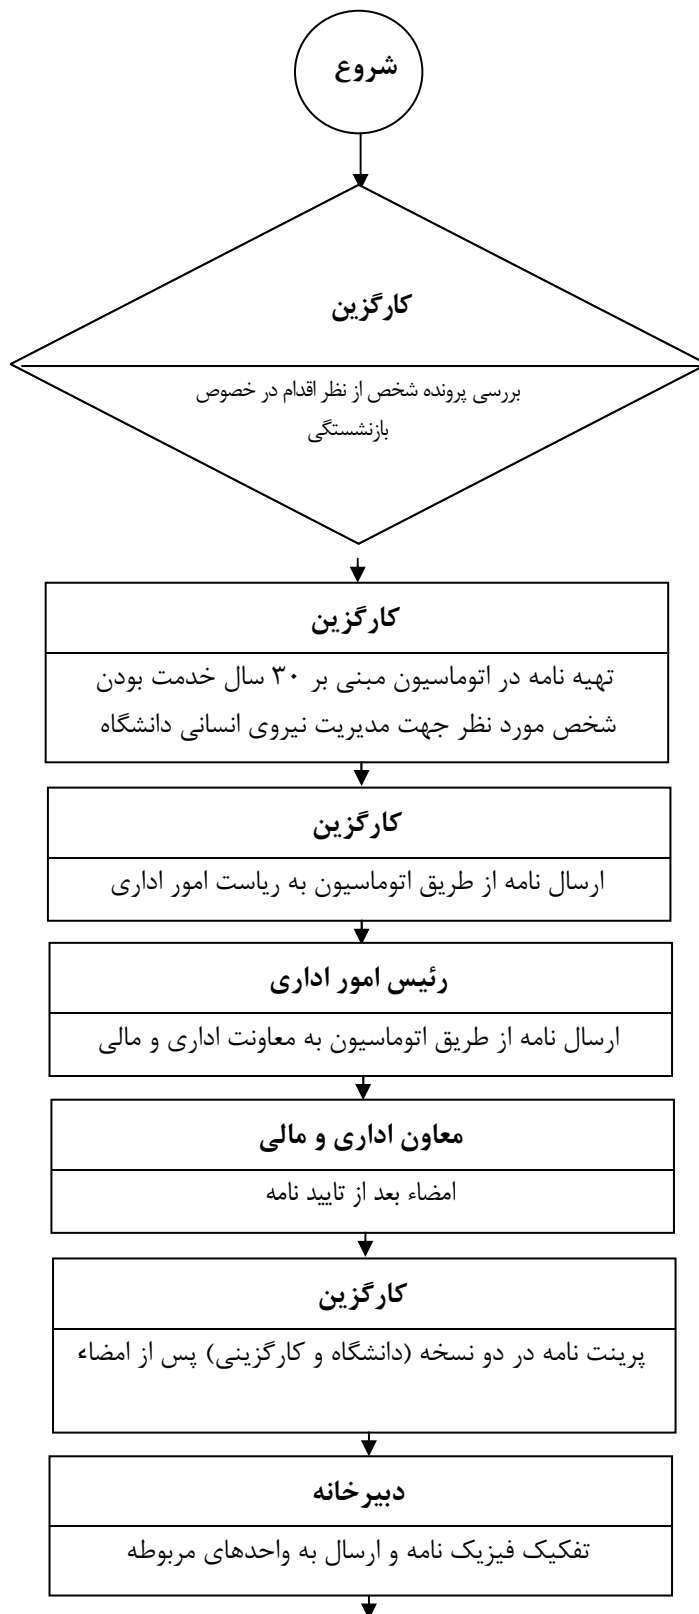 شروع
کارگزین
بررسی پرونده شخص از نظر اقدام در خصوص
بازنشستگی
کارگزین
تهیه نامه در اتوماسیون مبنی بر ۳۰ سال خدمت بودن
شخص مورد نظر جهت مدیریت نیروی انسانی دانشگاه
کارگزین
ارسال نامه از طریق اتوماسیون به ریاست امور اداری
رئیس امور اداری
ارسال نامه از طریق اتوماسیون به معاونت اداری و مالی
معاون اداری و مالی
امضاء بعد از تایید نامه
کارگزین
پرینت نامه در دو نسخه (دانشگاه و کارگزینی) پس از امضاء
دبیرخانه
تفکیک فیزیک نامه و ارسال به واحدهای مربوطه